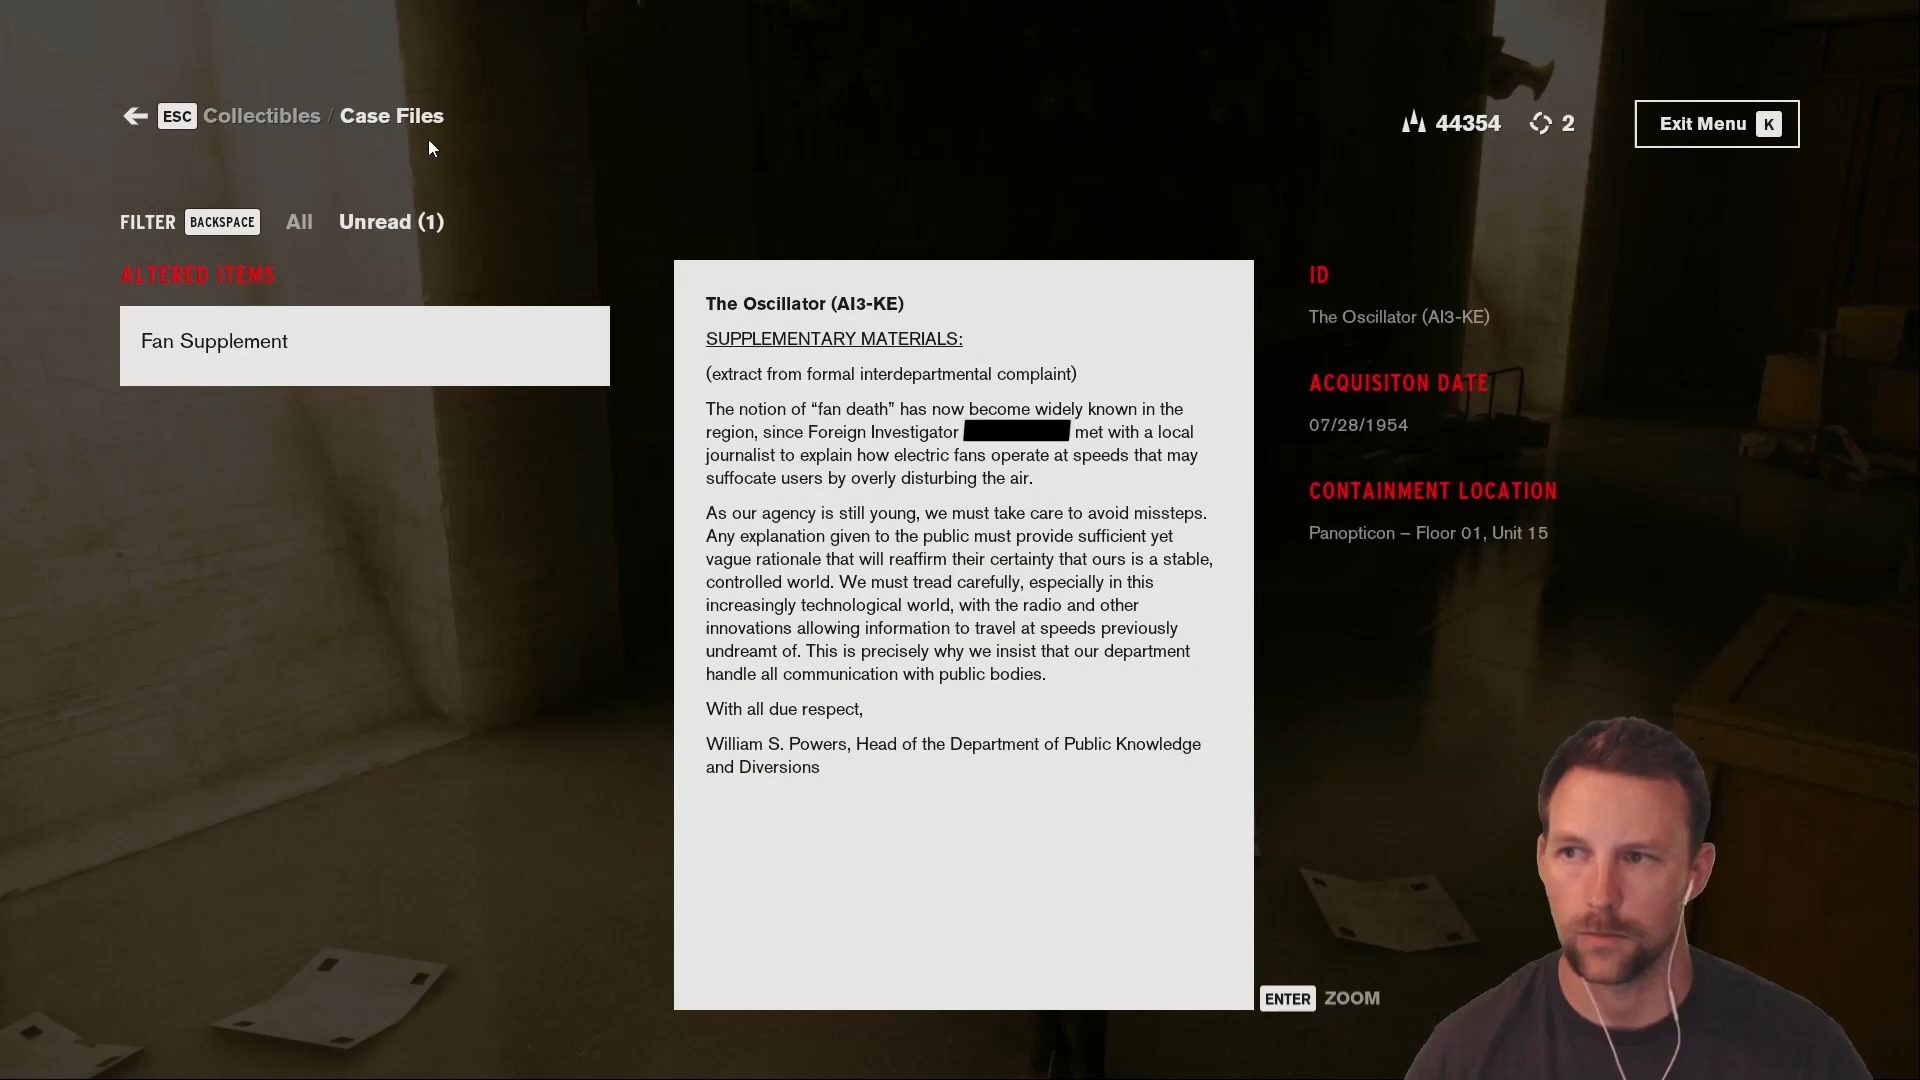 ESC Collectibles / Case Files
44354 2 Exit Menu K
FILTER BACKSPACE All Unread (1)
ALTERED ITEMS
Fan Supplement
The Oscillator (AI3-KE)
SUPPLEMENTARY MATERIALS:
(extract from formal interdepartmental complaint)
The notion of “fan death” has now become widely known in the
region, since Foreign Investigator met with a local
journalist to explain how electric fans operate at speeds that may
suffocate users by overly disturbing the air.
As our agency is still young, we must take care to avoid missteps.
Any explanation given to the public must provide sufficient yet
vague rationale that will reaffirm their certainty that ours is a stable,
controlled world. We must tread carefully, especially in this
increasingly technological world, with the radio and other
innovations allowing information to travel at speeds previously
undreamt of. This is precisely why we insist that our department
handle all communication with public bodies.
With all due respect,
William S. Powers, Head of the Department of Public Knowledge
and Diversions
ID
The Oscillator (AI3-KE)
ACQUISITON DATE
07/28/1954
CONTAINMENT LOCATION
Panopticon – Floor 01, Unit 15
ENTER ZOOM